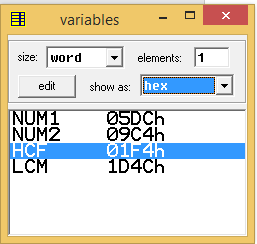 variables
size: word elements: 1
edit show as: hex
NUM1 05DCh
NUM2 09C4h
HCF 01F4h
LCM 1D4Ch